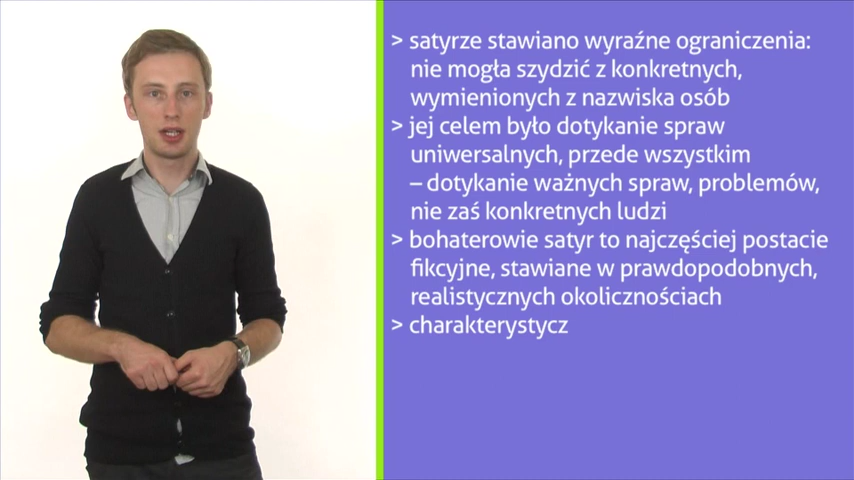 > satyrze stawiano wyraźne ograniczenia:
nie mogła szydzić z konkretnych,
wymienionych z nazwiska osób
> jej celem było dotykanie spraw
uniwersalnych, przede wszystkim
– dotykanie ważnych spraw, problemów,
nie zaś konkretnych ludzi
> bohaterowie satyr to najczęściej postacie
fikcyjne, stawiane w prawdopodobnych,
realistycznych okolicznościach
> charakterystycz